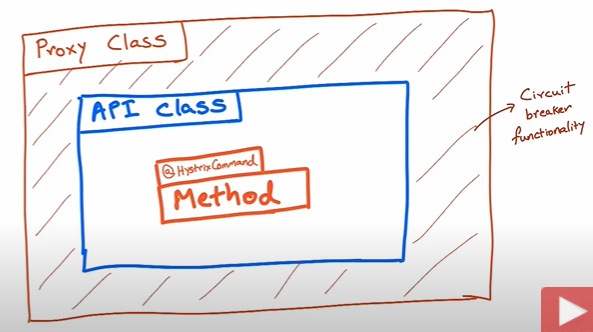 Proxy Class
API class
@HystrixCommand
Method
Circuit
breaker
functionality